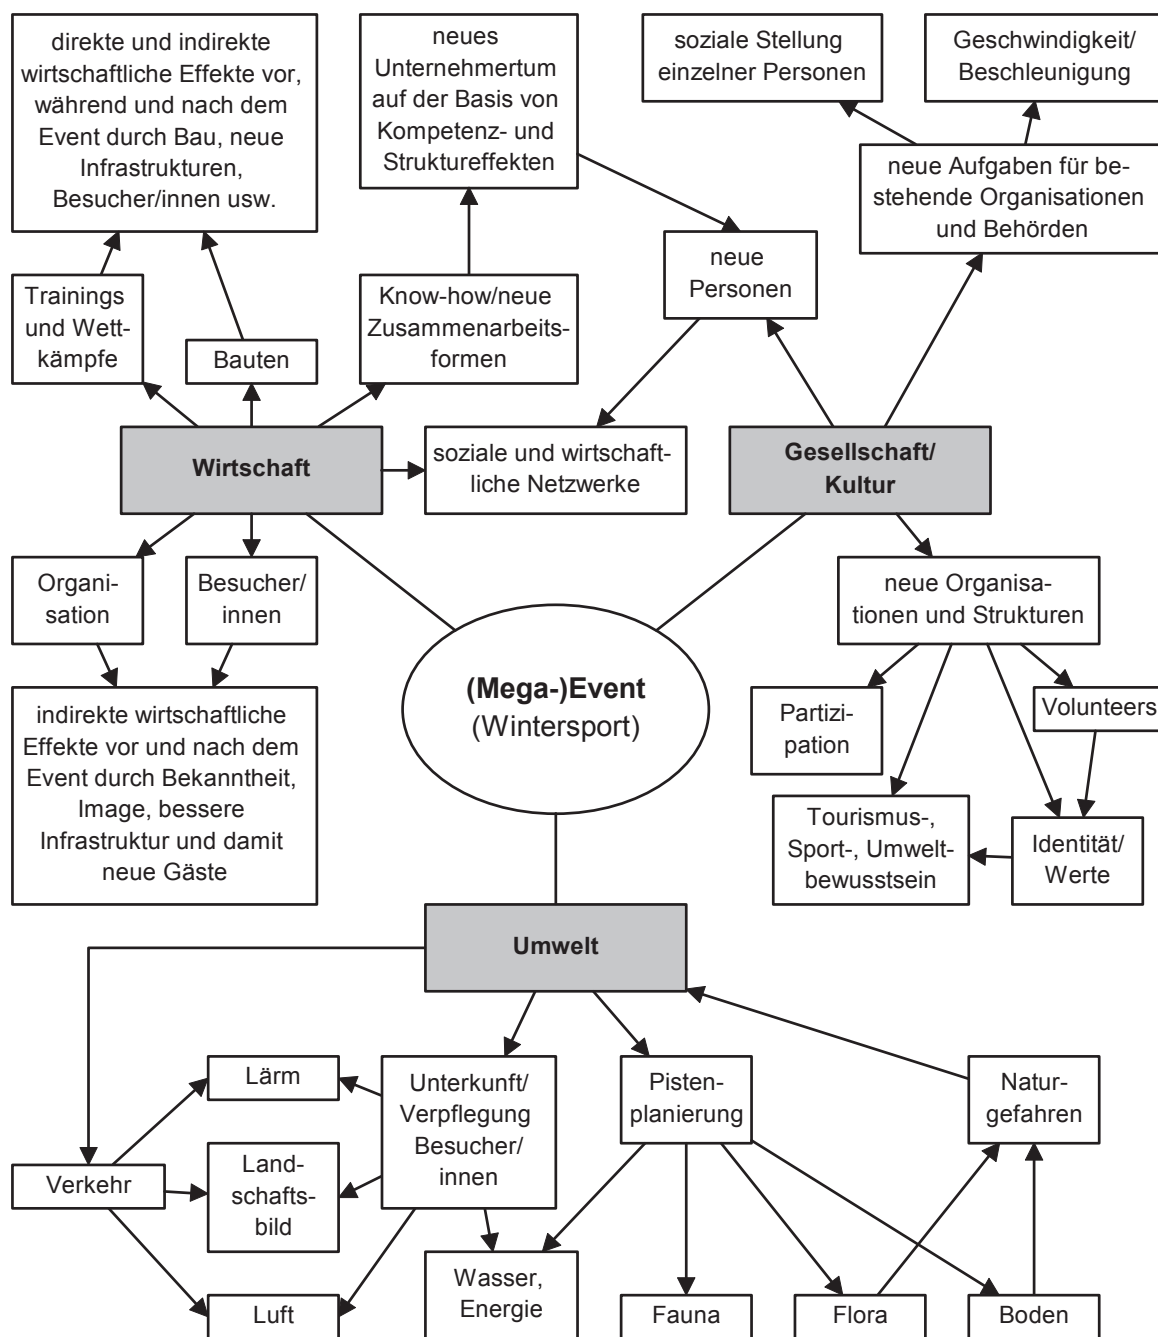 direkte und indirekte
wirtschaftliche Effekte vor,
während und nach dem
Event durch Bau, neue
Infrastrukturen,
Besucher/innen usw.
neues
Unternehmertum
auf der Basis von
Kompetenz- und
Struktureffekten
soziale Stellung
einzelner Personen
Geschwindigkeit/
Beschleunigung
neue Aufgaben für be-
stehende Organisationen
und Behörden
neue
Personen
Trainings
und Wett-
kämpfe
Bauten
Know-how/neue
Zusammenarbeits-
formen
Wirtschaft
soziale und wirtschaft-
liche Netzwerke
Gesellschaft/
Kultur
Organi-
sation
Besucher/
innen
neue Organisa-
tionen und Strukturen
(Mega-)Event
(Wintersport)
Partizi-
pation
Volunteers
indirekte wirtschaftliche
Effekte vor und nach dem
Event durch Bekanntheit,
Image, bessere
Infrastruktur und damit
neue Gäste
Tourismus-,
Sport-, Umwelt-
bewusstsein
Identität/
Werte
Umwelt
Lärm
Unterkunft/
Verpflegung
Besucher/
innen
Pisten-
planierung
Natur-
gefahren
Verkehr
Land-
schafts-
bild
Luft
Wasser,
Energie
Fauna
Flora
Boden